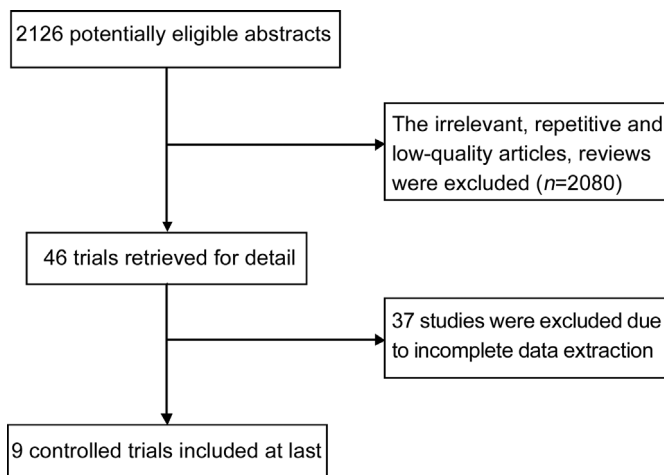 2126 potentially eligible abstracts
The irrelevant, repetitive and
low-quality articles, reviews
were excluded (n=2080)
46 trials retrieved for detail
37 studies were excluded due
to incomplete data extraction
9 controlled trials included at last